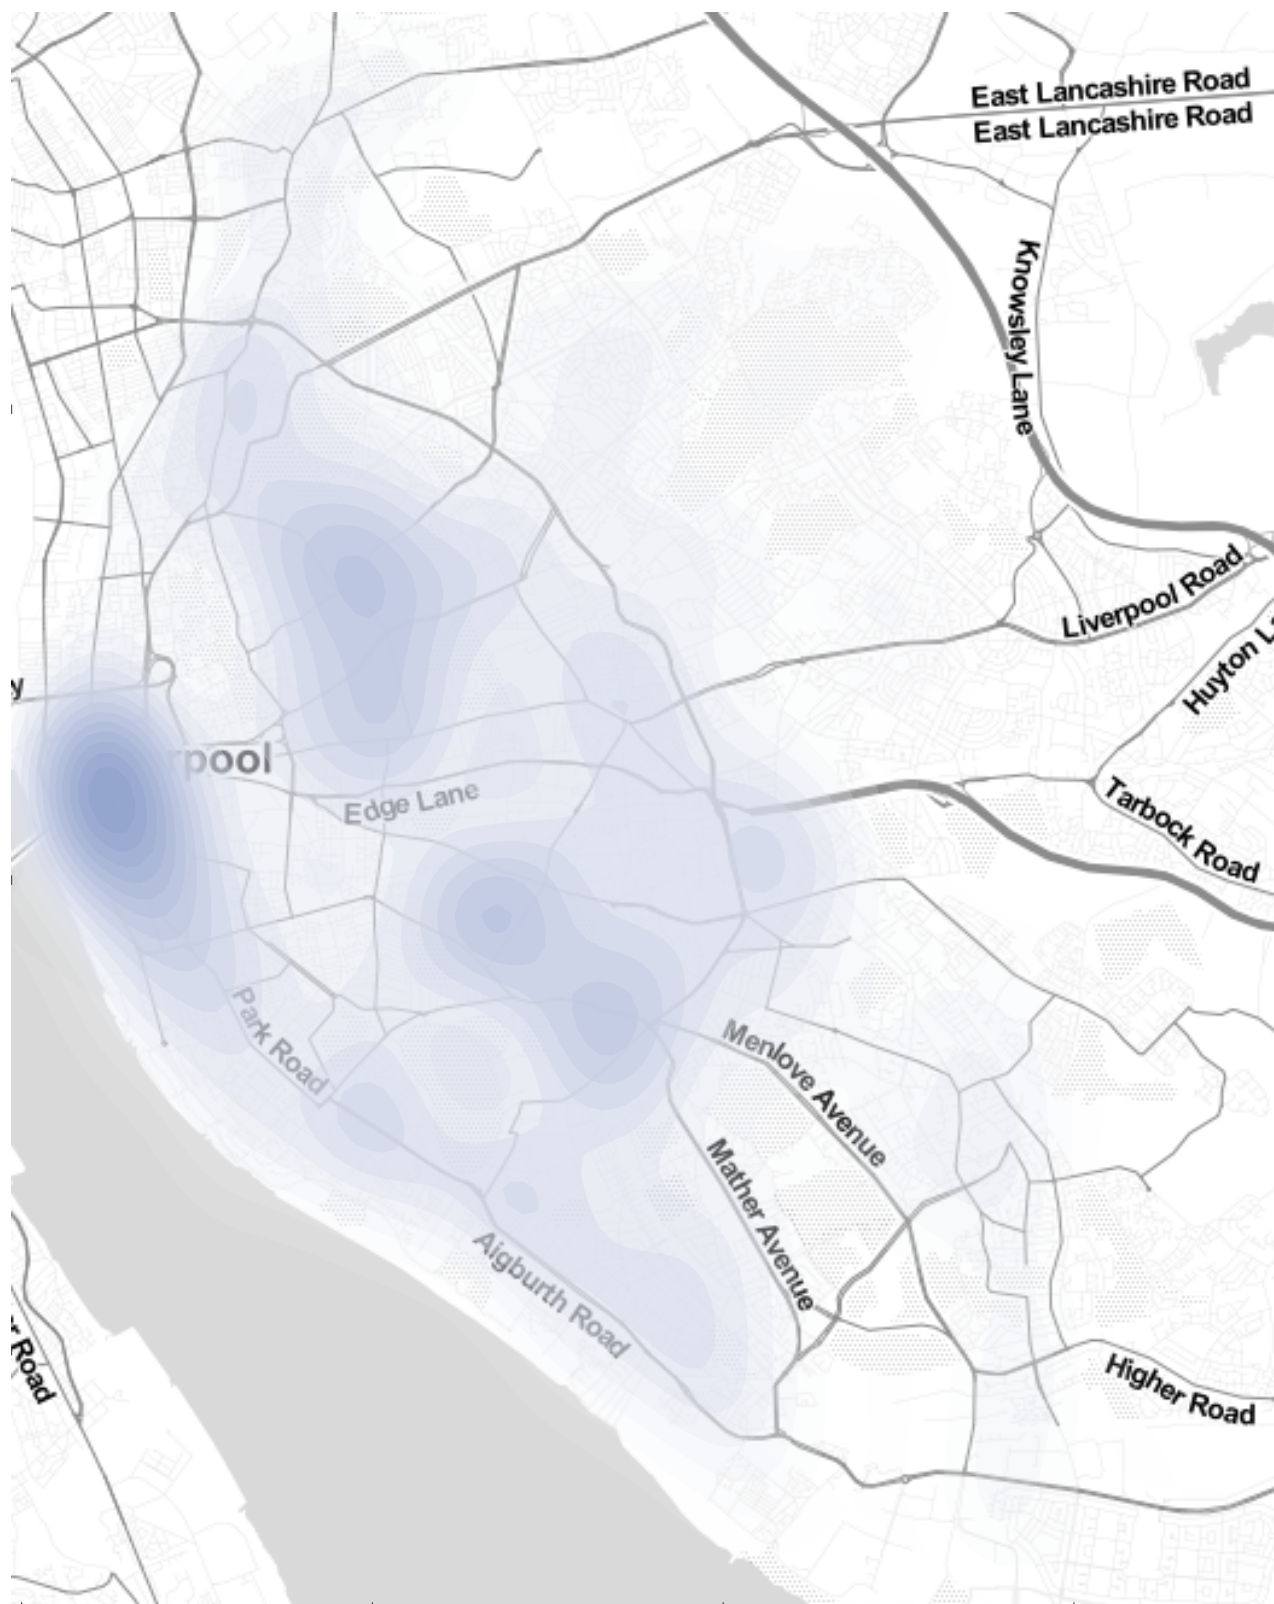 East Lancashire Road
East Lancashire Road
Knowsley Lane
Liverpool Road
Huyton L
y
rpool
Edge Lane
Tarbock Road
Park Road
Menlove Avenue
Mather Avenue
Aigburth Road
r Road
Higher Road